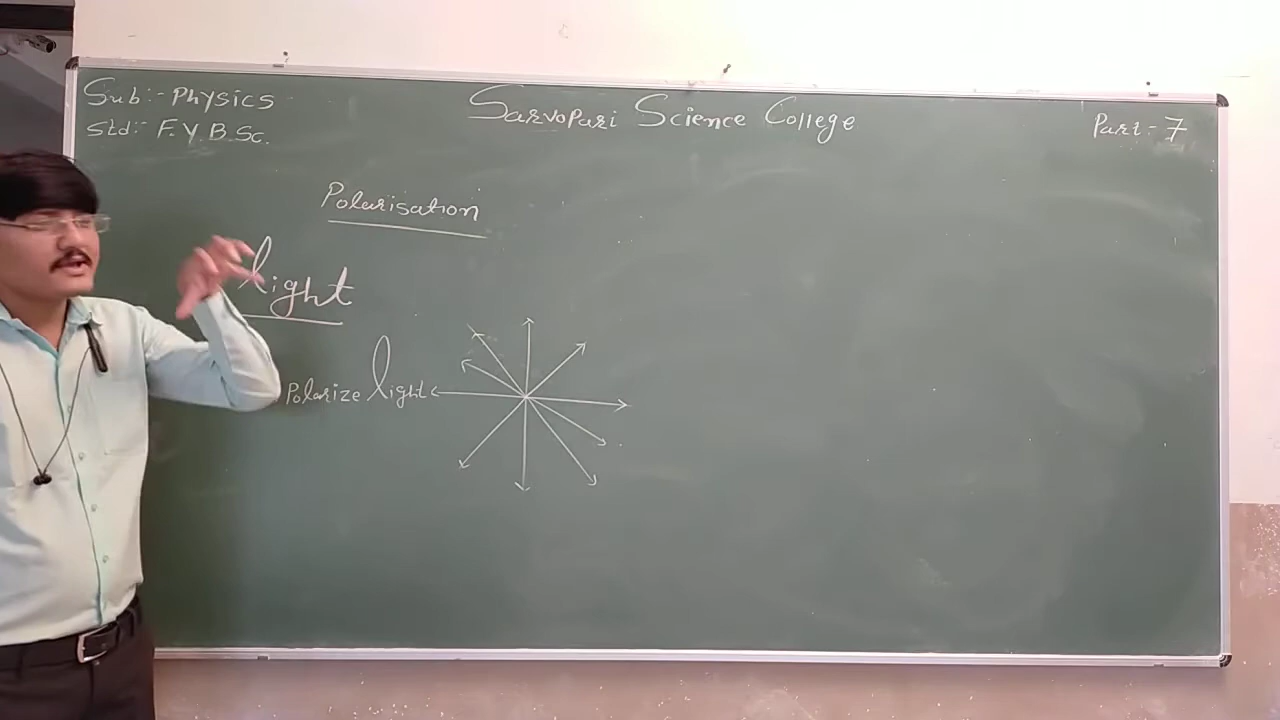 Sub:- Physics
Sarvopari Science College
Part-7
Std:- F.Y.B.Sc.
Polarisation
light
Polarize light